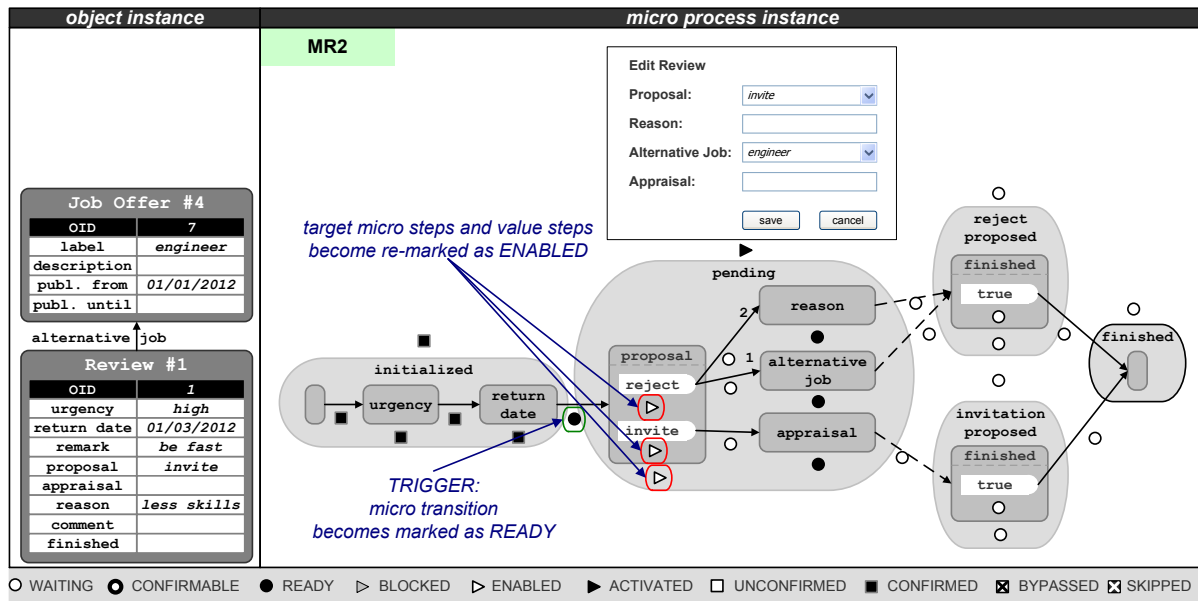 object instance
micro process instance
MR2
Edit Review
Proposal:
invite
Reason:
Alternative Job:
engineer
Appraisal:
save
cancel
Job Offer #4
OID 7
label engineer
description
publ. from 01/01/2012
publ. until
alternative job
Review #1
OID 1
urgency high
return date 01/03/2012
remark be fast
proposal invite
appraisal
reason less skills
comment
finished
target micro steps and value steps
become re-marked as ENABLED
TRIGGER:
micro transition
becomes marked as READY
initialized
urgency
return
date
pending
proposal
reject
invite
2
1
reason
alternative
job
appraisal
reject
proposed
finished
true
invitation
proposed
finished
true
finished
WAITING CONFIRMABLE READY BLOCKED ENABLED ACTIVATED UNCONFIRMED CONFIRMED BYPASSED SKIPPED